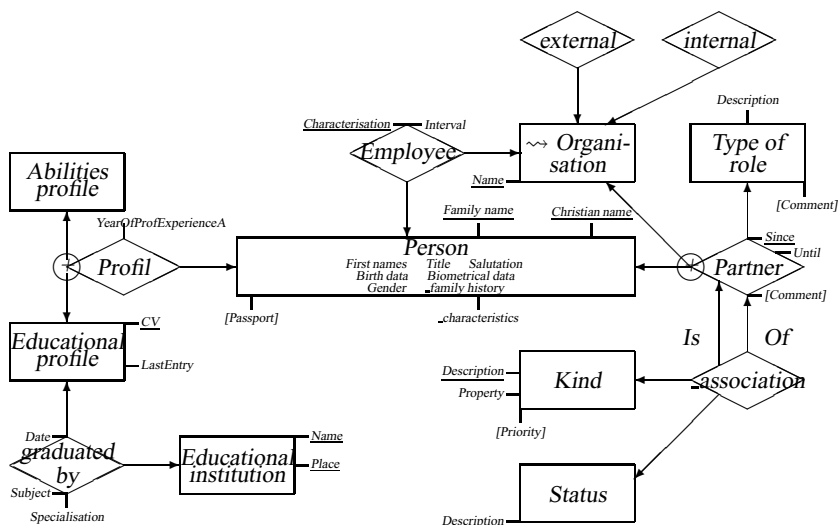 external
internal
Description
Characterisation
Interval
Employee
⇝ Organi-
sation
Type of
role
Abilities
profile
Name
[Comment]
YearOfProfExperienceA
Family name
Christian name
Since
Until
+
Profil
Person
First names Title Salutation
Birth data Biometrical data
Gender _family history
+
Partner
[Comment]
[Passport]
_characteristics
CV
Educational
profile
LastEntry
Is
Of
Description
Property
Kind
_association
[Priority]
Date
graduated
by
Name
Educational
institution
Place
Subject
Specialisation
Status
Description